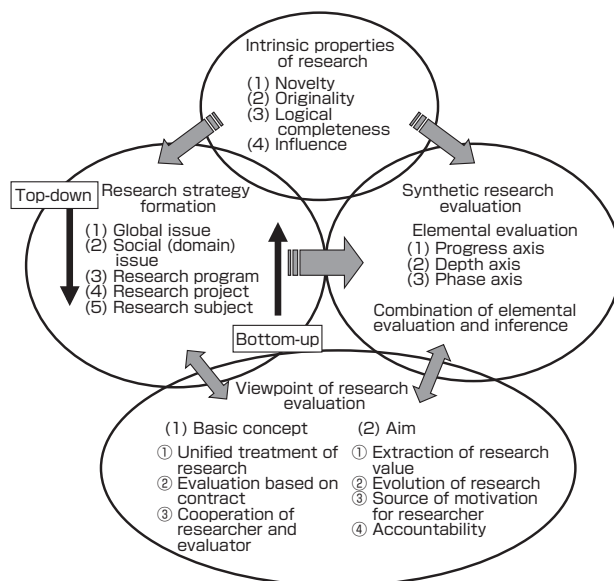 Intrinsic properties
of research
(1) Novelty
(2) Originality
(3) Logical
completeness
(4) Influence
Top-down
Research strategy
formation
(1) Global issue
(2) Social (domain)
issue
(3) Research program
(4) Research project
(5) Research subject
Bottom-up
Synthetic research
evaluation
Elemental evaluation
(1) Progress axis
(2) Depth axis
(3) Phase axis
Combination of elemental
evaluation and inference
Viewpoint of research
evaluation
(1) Basic concept
① Unified treatment of
research
② Evaluation based on
contract
③ Cooperation of
researcher and
evaluator
(2) Aim
① Extraction of research
value
② Evolution of research
③ Source of motivation
for researcher
④ Accountability